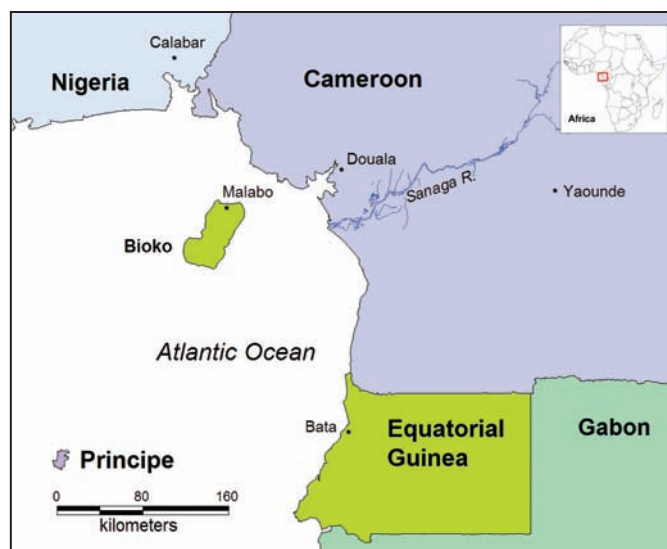 Calabar
Nigeria
Cameroon
Africa
Douala
Sanaga R.
Yaounde
Malabo
Bioko
Atlantic Ocean
Bata
Equatorial
Guinea
Gabon
Principe
0 80 160
kilometers